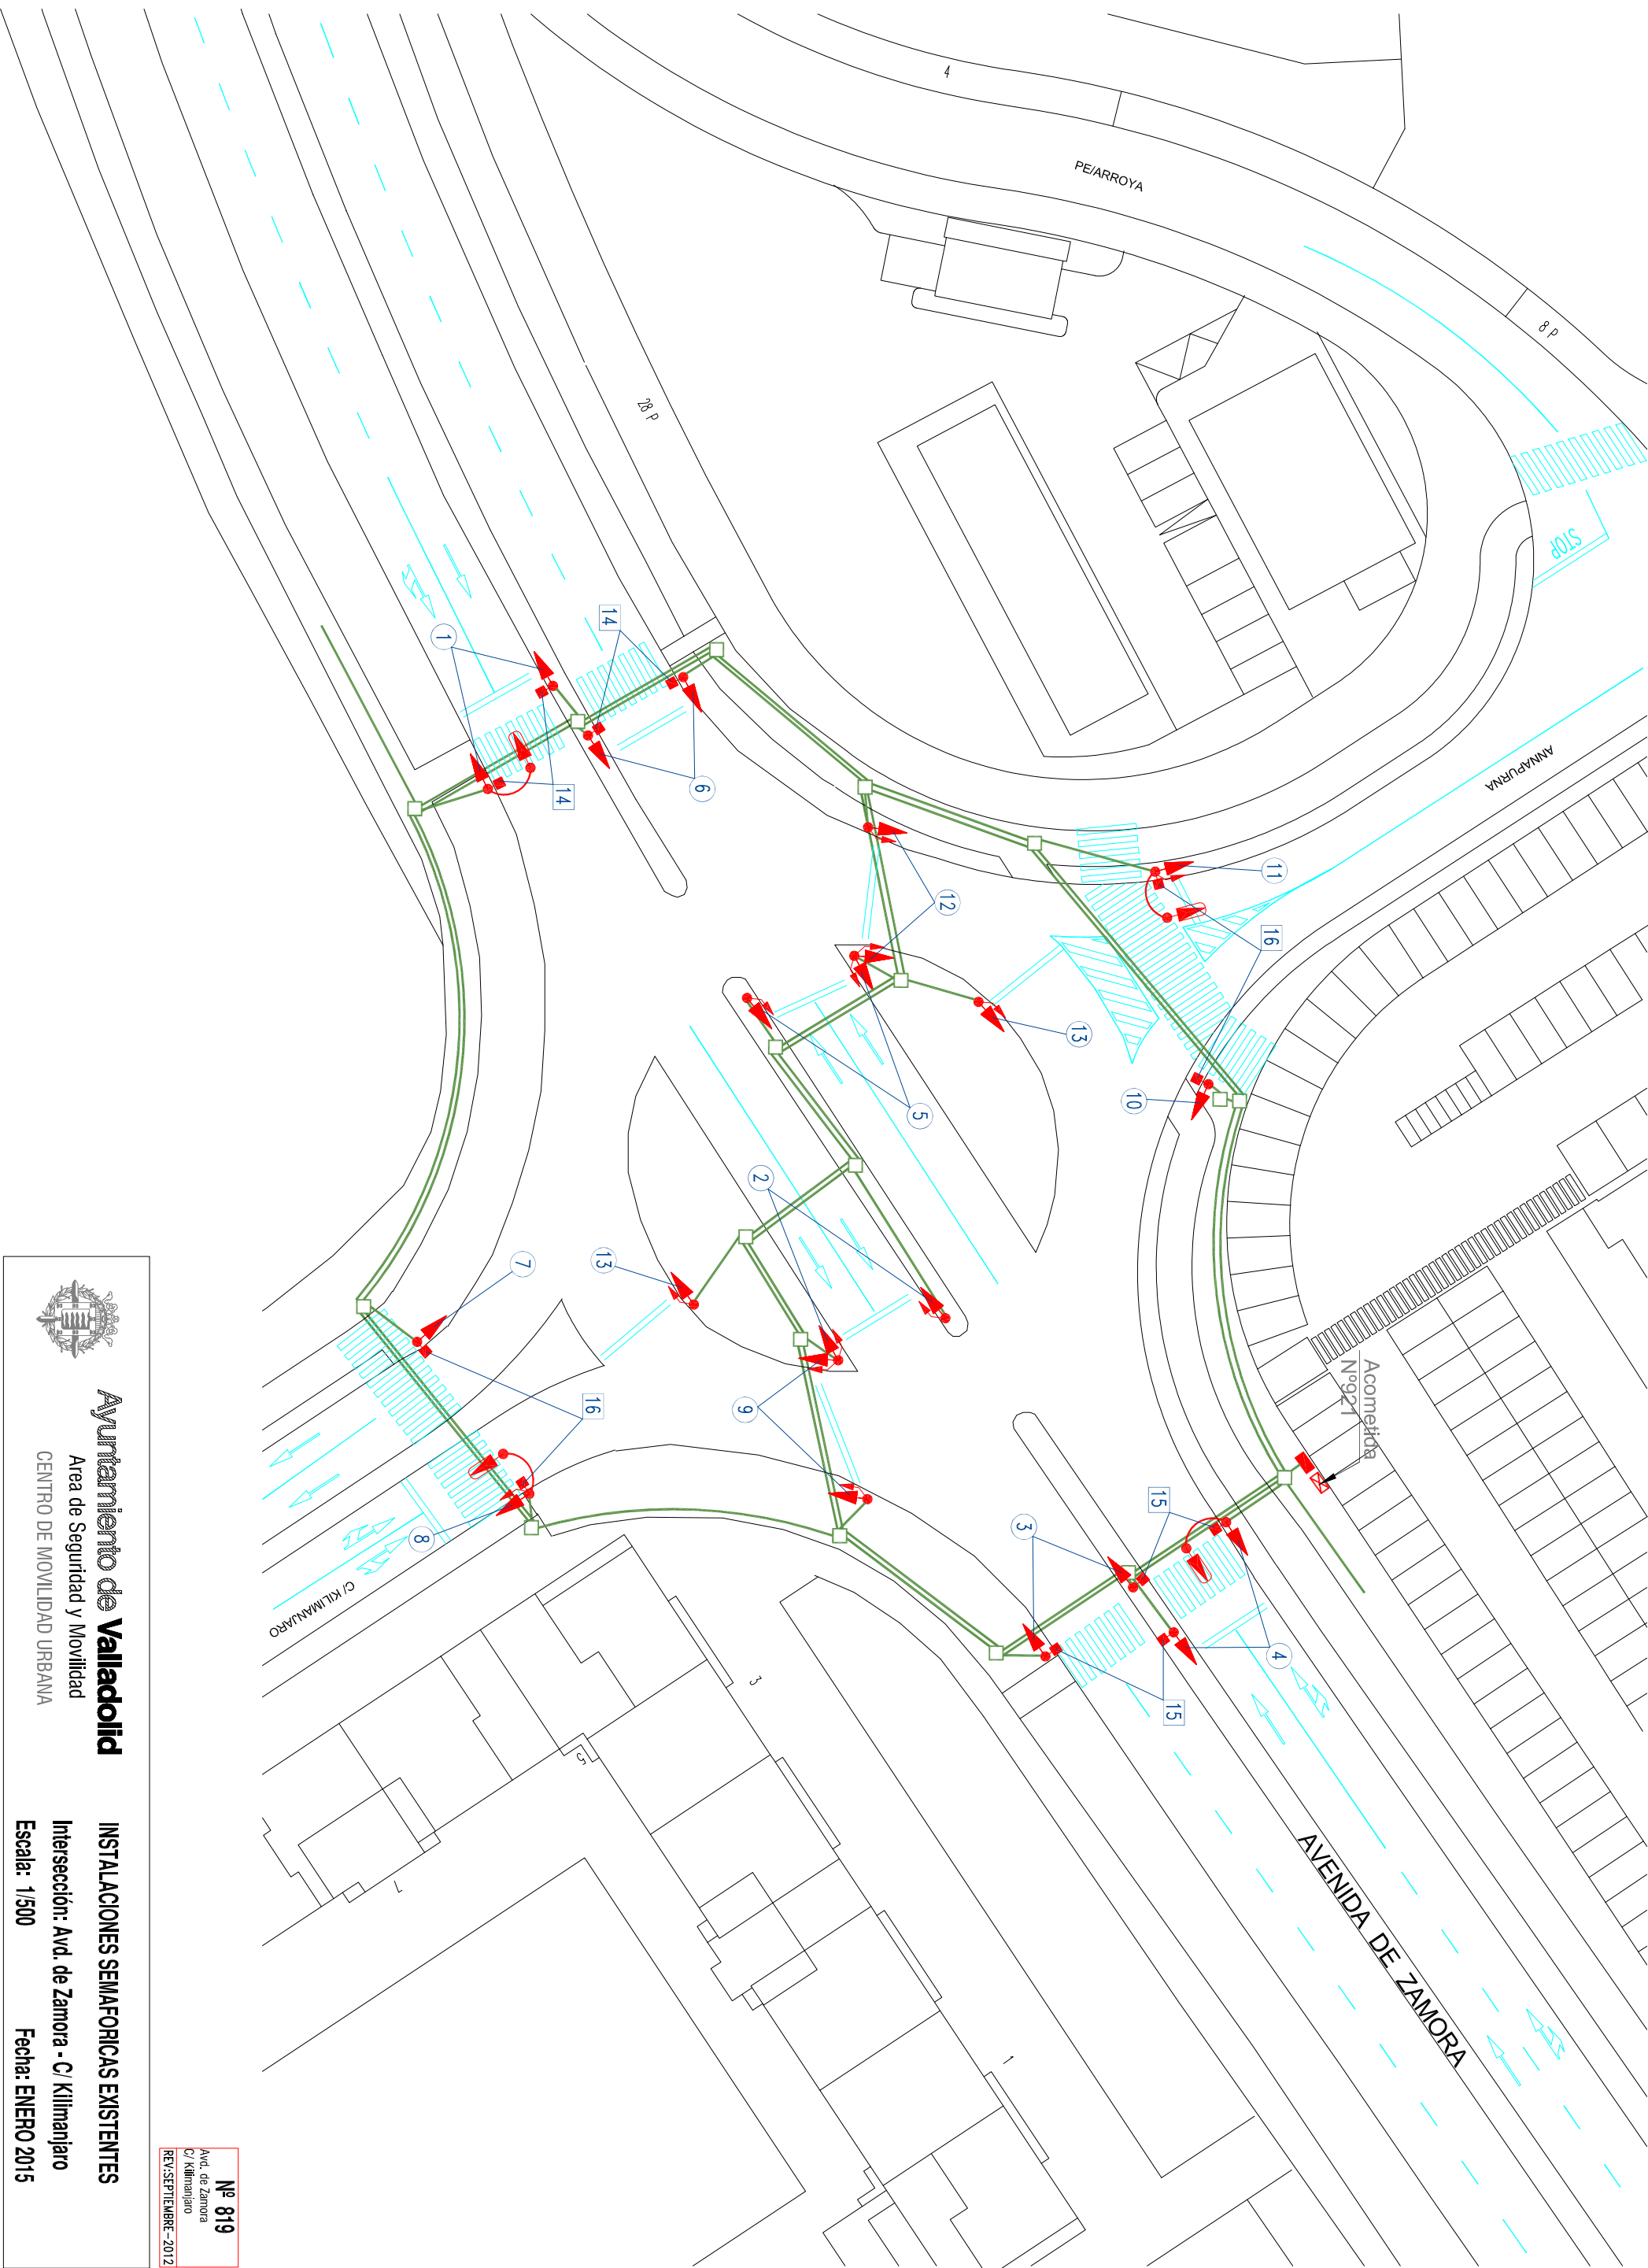 4
PE/ARROYA
8 P
STOP
28 P
ANNAPURNA
1
14
14
6
11
12
16
13
10
5
2
13
7
9
16
8
C/ KILIMANJARO
Acometida
Nº921
15
3
4
15
3
5
7
1
AVENIDA DE ZAMORA
Ayuntamiento de Valladolid
Area de Seguridad y Movilidad
CENTRO DE MOVILIDAD URBANA
INSTALACIONES SEMAFORICAS EXISTENTES
Intersección: Avd. de Zamora - C/ Kilimanjaro
Escala: 1/500 Fecha: ENERO 2015
Nº 819
Avd. de Zamora
C/ Kilimanjaro
REV:SEPTIEMBRE-2012